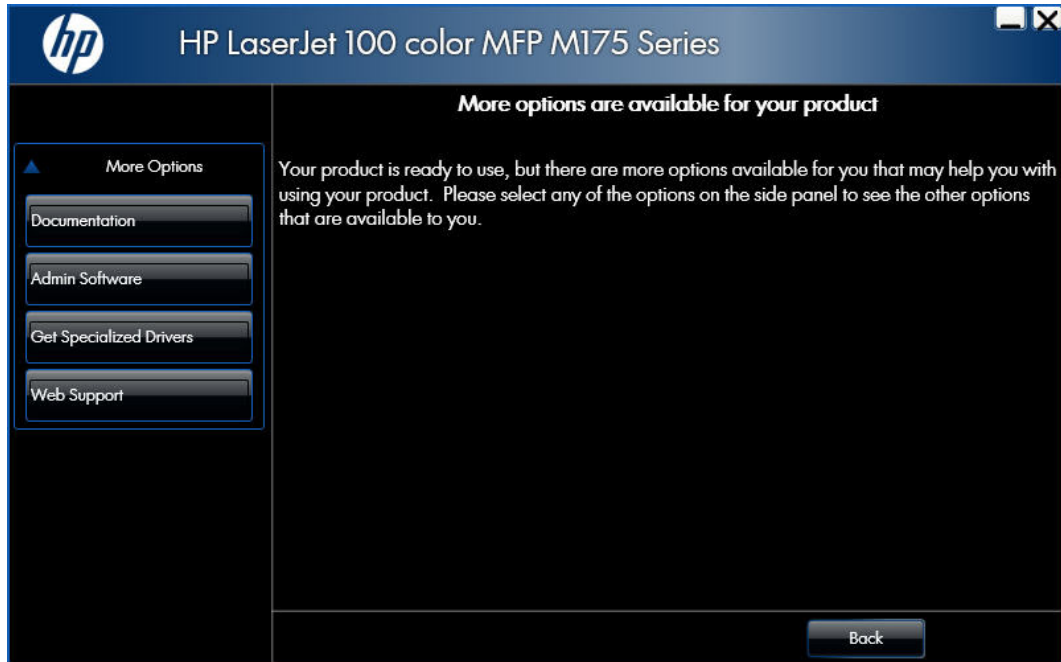 hp
HP LaserJet 100 color MFP M175 Series
More Options
Documentation
Admin Software
Get Specialized Drivers
Web Support
More options are available for your product
Your product is ready to use, but there are more options available for you that may help you with
using your product.  Please select any of the options on the side panel to see the other options
that are available to you.
Back